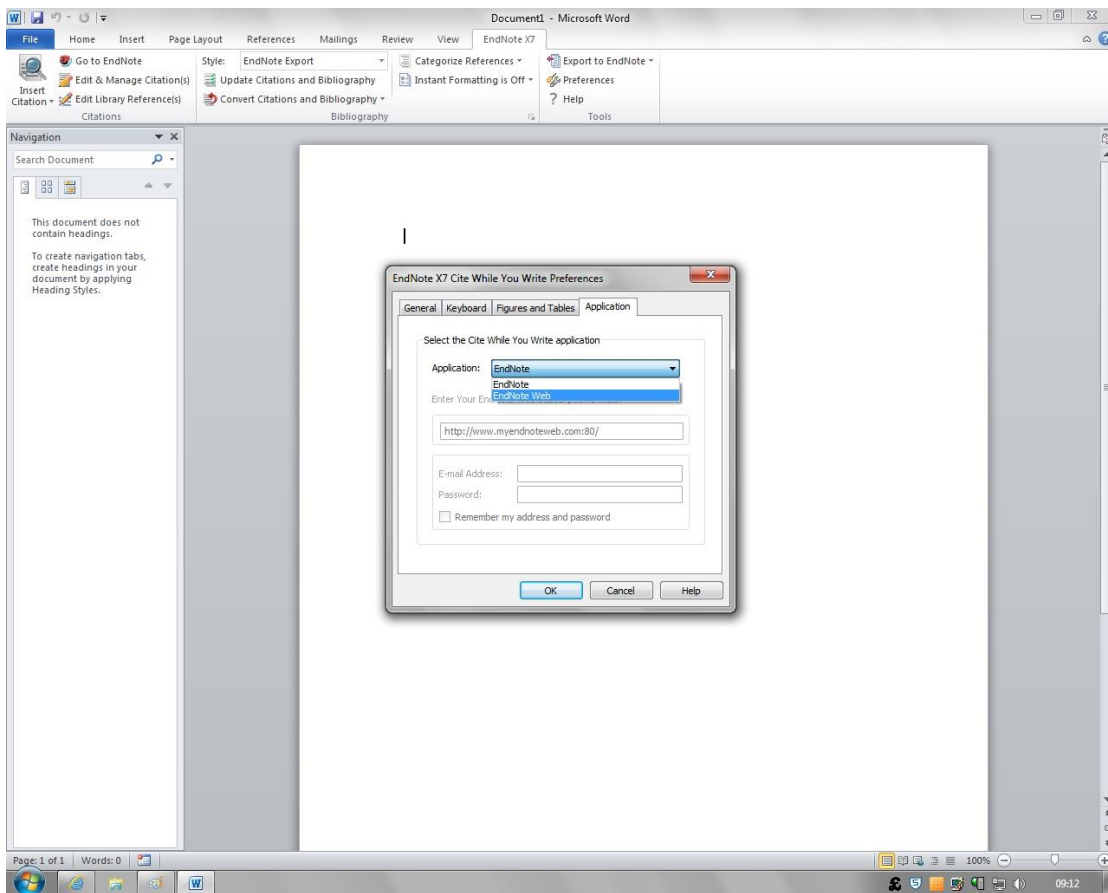 Document1 - Microsoft Word
File Home Insert Page Layout References Mailings Review View EndNote X7
Insert Citation
Go to EndNote
Edit & Manage Citation(s)
Edit Library Reference(s)
Citations
Style: EndNote Export
Update Citations and Bibliography
Convert Citations and Bibliography
Categorize References
Instant Formatting is Off
Bibliography
Export to EndNote
Preferences
Help
Tools
Navigation
Search Document
This document does not
contain headings.
To create navigation tabs,
create headings in your
document by applying
Heading Styles.
EndNote X7 Cite While You Write Preferences
General Keyboard Figures and Tables Application
Select the Cite While You Write application
Application: EndNote
EndNote
EndNote Web
Enter Your
http://www.myendnoteweb.com:80/
E-mail Address:
Password:
Remember my address and password
OK Cancel Help
Page: 1 of 1 Words: 0 100%
09:12